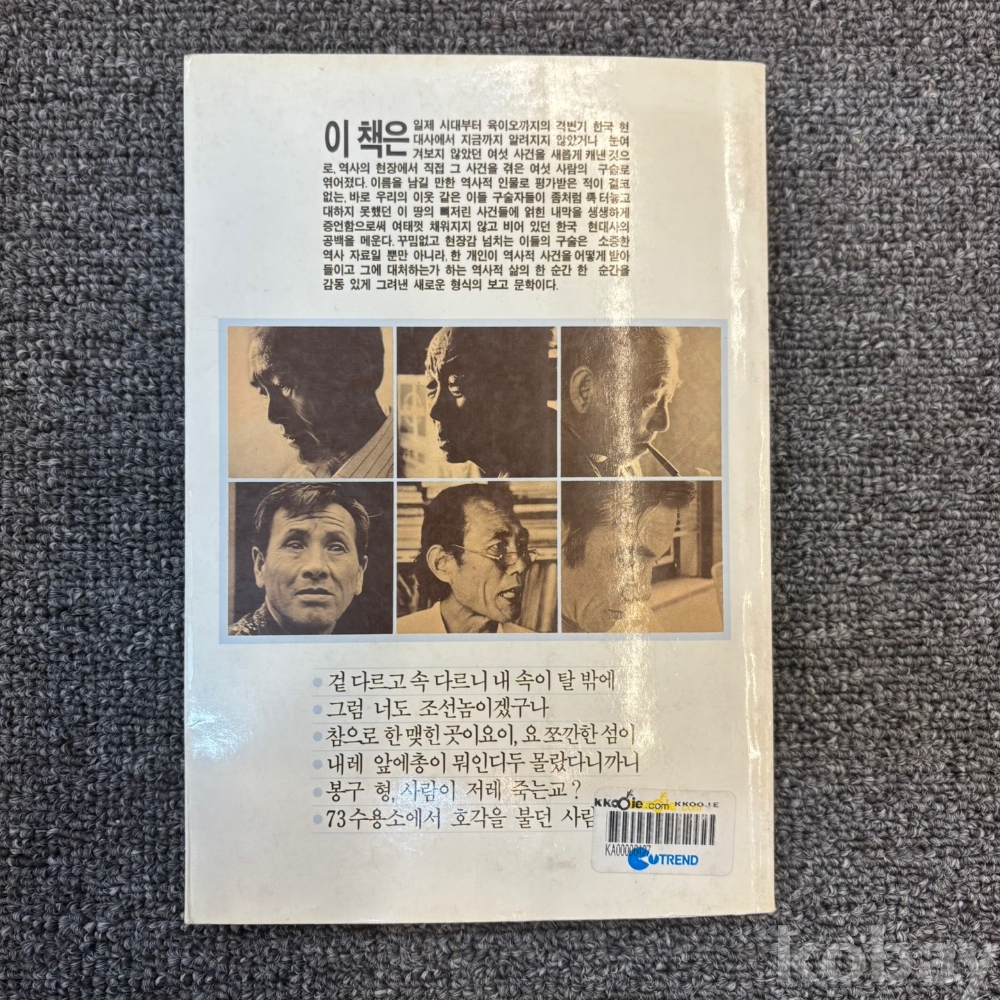 이 책은 일제 시대부터 육이오까지의 격변기 한국 현
대사에서 지금까지 알려지지 않았거나 눈여
겨보지 않았던 여섯 사건을 새롭게 캐낸 것으
로, 역사의 현장에서 직접 그 사건을 겪은 여섯 사람의 구술로
엮어졌다. 이름을 남길 만한 역사적 인물로 평가받은 적이 결코
없는, 바로 우리의 이웃 같은 이들 구술자들이 좀처럼 툭 터놓고
대하지 못했던 이 땅의 뼈저린 사건들에 얽힌 내막을 생생하게
증언함으로써 여태껏 채워지지 않고 비어 있던 한국 현대사의
공백을 메운다. 꾸밈없고 현장감 넘치는 이들의 구술은 소중한
역사 자료일 뿐만 아니라, 한 개인이 역사적 사건을 어떻게 받아
들이고 그에 대처하는가 하는 역사적 삶의 한 순간 한 순간을
감동 있게 그려낸 새로운 형식의 보고 문학이다.
겉 다르고 속 다르니 내 속이 탈 밖에
그럼 너도 조선놈이겠구나
참으로 한 맺힌 곳이요이, 요 쪼깐한 섬이
내레 앞에총이 뭐인디두 몰랐다니까니
봉구 형, 사람이 저레 죽는교?
73수용소에서 호각을 불던 사람
kkooie.com KKOOJE
UTREND
kobay